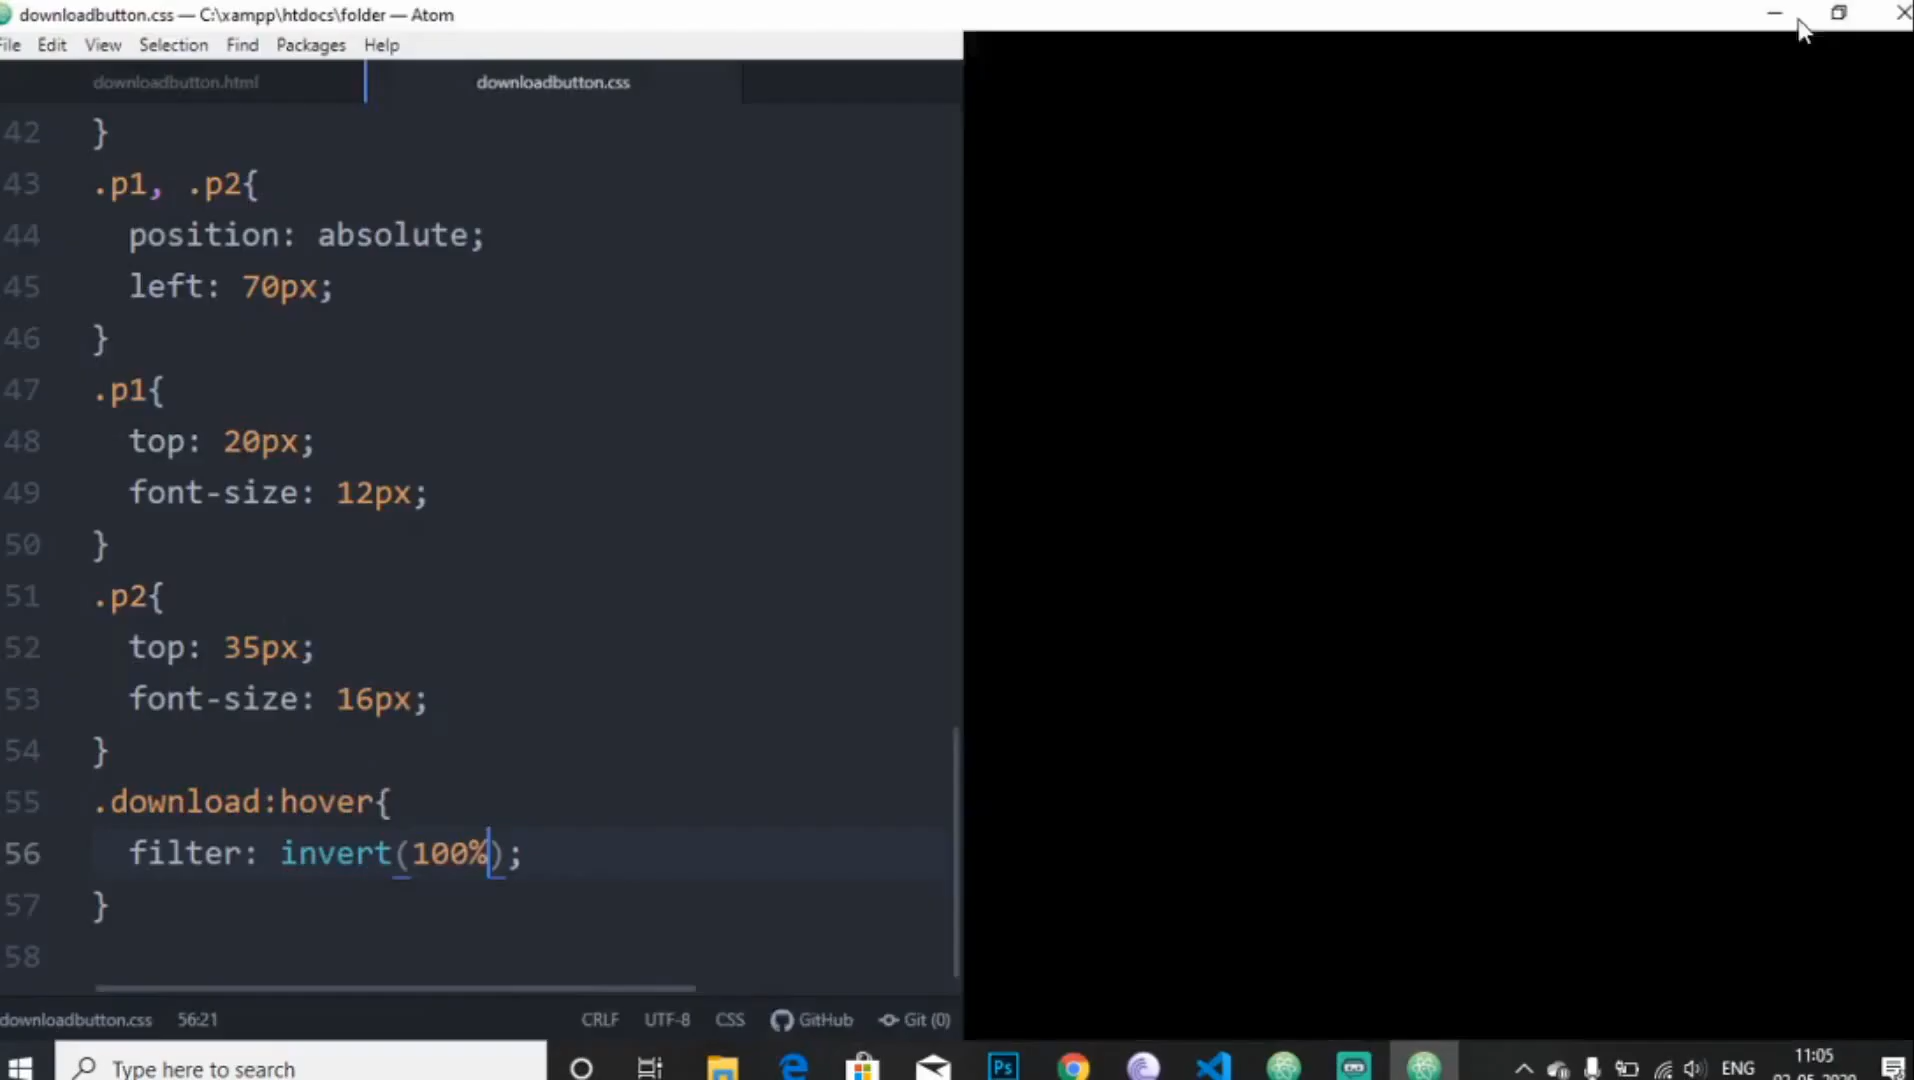 downloadbutton.css — C:\xampp\htdocs\folder — Atom
File Edit View Selection Find Packages Help
downloadbutton.html downloadbutton.css
42 }
43 .p1, .p2{
44 position: absolute;
45 left: 70px;
46 }
47 .p1{
48 top: 20px;
49 font-size: 12px;
50 }
51 .p2{
52 top: 35px;
53 font-size: 16px;
54 }
55 .download:hover{
56 filter: invert(100%);
57 }
58
downloadbutton.css 56:21 CRLF UTF-8 CSS GitHub Git (0)
Type here to search Ps ENG 11:05